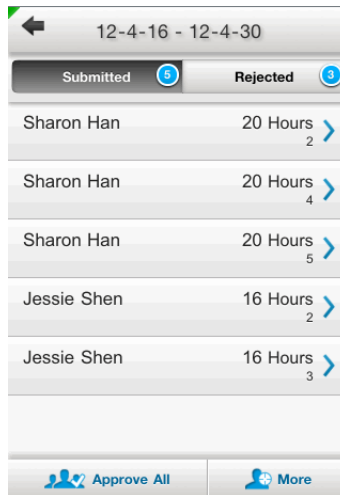 12-4-16 - 12-4-30
Submitted 5 Rejected 3
Sharon Han 20 Hours
2
Sharon Han 20 Hours
4
Sharon Han 20 Hours
5
Jessie Shen 16 Hours
2
Jessie Shen 16 Hours
3
Approve All More